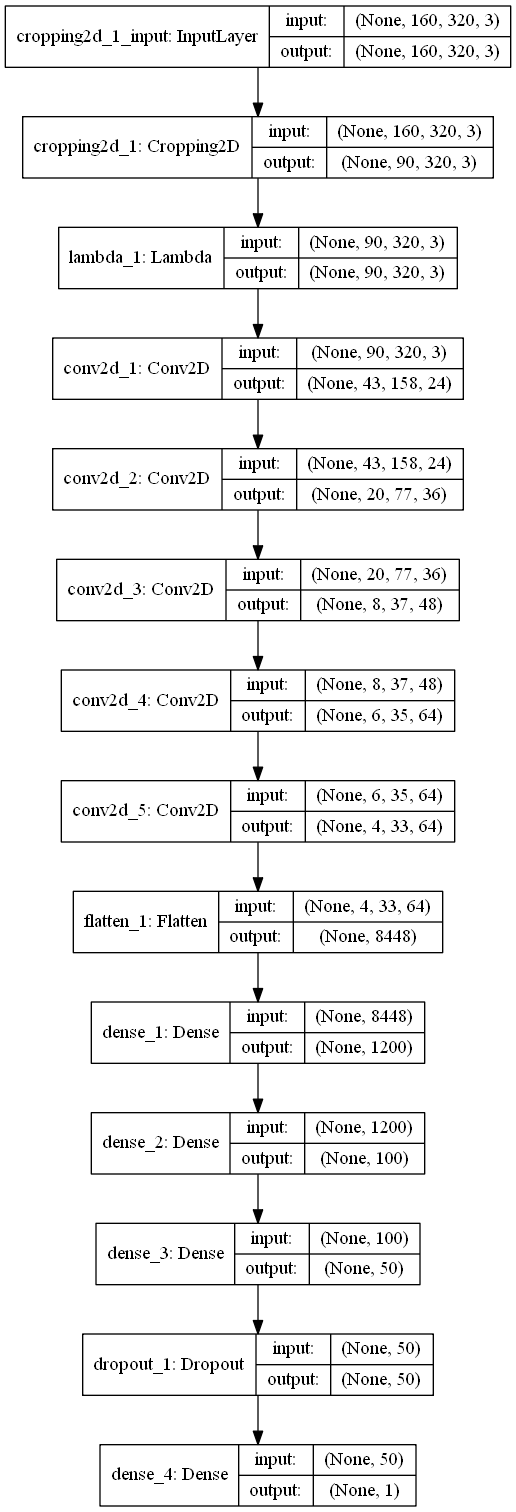 cropping2d_1_input: InputLayer
input: (None, 160, 320, 3)
output: (None, 160, 320, 3)
cropping2d_1: Cropping2D
input: (None, 160, 320, 3)
output: (None, 90, 320, 3)
lambda_1: Lambda
input: (None, 90, 320, 3)
output: (None, 90, 320, 3)
conv2d_1: Conv2D
input: (None, 90, 320, 3)
output: (None, 43, 158, 24)
conv2d_2: Conv2D
input: (None, 43, 158, 24)
output: (None, 20, 77, 36)
conv2d_3: Conv2D
input: (None, 20, 77, 36)
output: (None, 8, 37, 48)
conv2d_4: Conv2D
input: (None, 8, 37, 48)
output: (None, 6, 35, 64)
conv2d_5: Conv2D
input: (None, 6, 35, 64)
output: (None, 4, 33, 64)
flatten_1: Flatten
input: (None, 4, 33, 64)
output: (None, 8448)
dense_1: Dense
input: (None, 8448)
output: (None, 1200)
dense_2: Dense
input: (None, 1200)
output: (None, 100)
dense_3: Dense
input: (None, 100)
output: (None, 50)
dropout_1: Dropout
input: (None, 50)
output: (None, 50)
dense_4: Dense
input: (None, 50)
output: (None, 1)